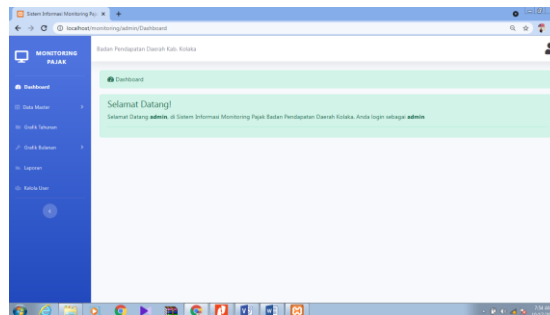 Sistem Informasi Monitoring Paj
localhost/monitoring/admin/Dashboard
MONITORING
PAJAK
Badan Pendapatan Daerah Kab. Kolaka
Dashboard
Dashboard
Data Master
Selamat Datang!
Selamat Datang admin, di Sistem Informasi Monitoring Pajak Badan Pendapatan Daerah Kolaka, Anda login sebagai admin
Grafik Tahunan
Grafik Bulanan
Laporan
Kelola User